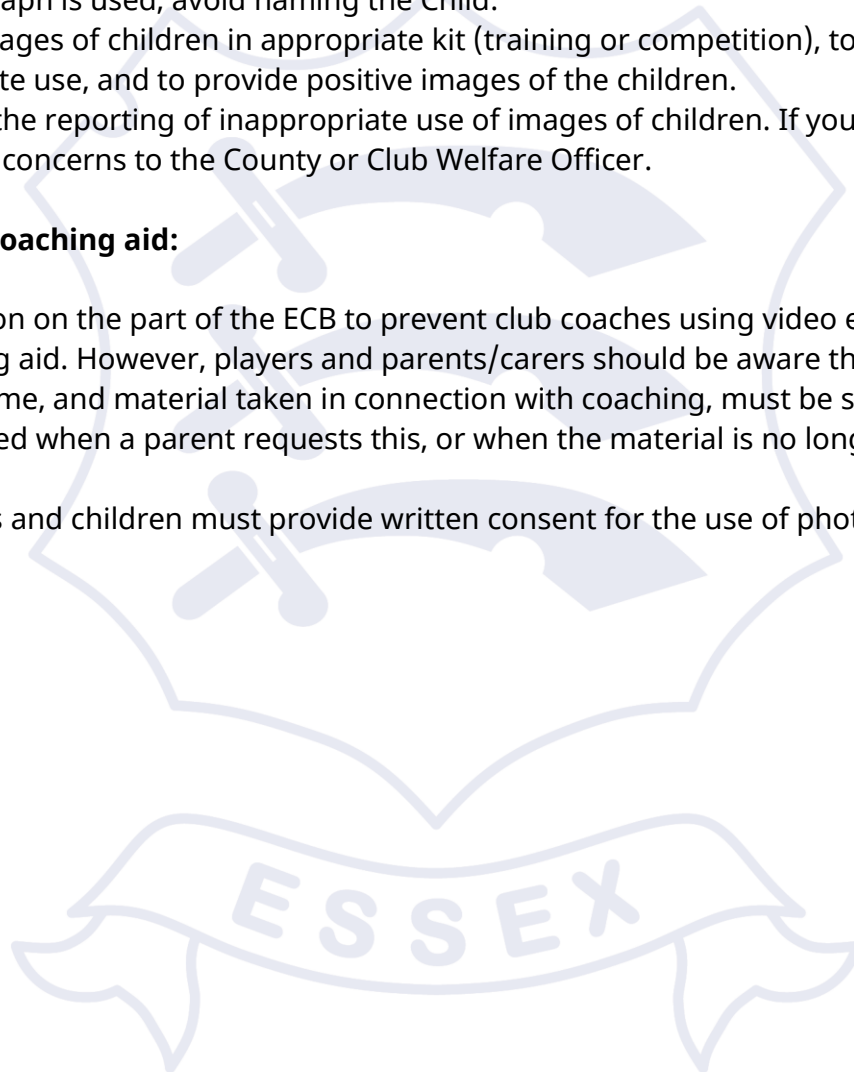 aph is used, avoid naming the Child.
ages of children in appropriate kit (training or competition), to
te use, and to provide positive images of the children.
the reporting of inappropriate use of images of children. If you
concerns to the County or Club Welfare Officer.
oaching aid:
on on the part of the ECB to prevent club coaches using video e
g aid. However, players and parents/carers should be aware th
me, and material taken in connection with coaching, must be s
ed when a parent requests this, or when the material is no long
s and children must provide written consent for the use of phot
ESSEX